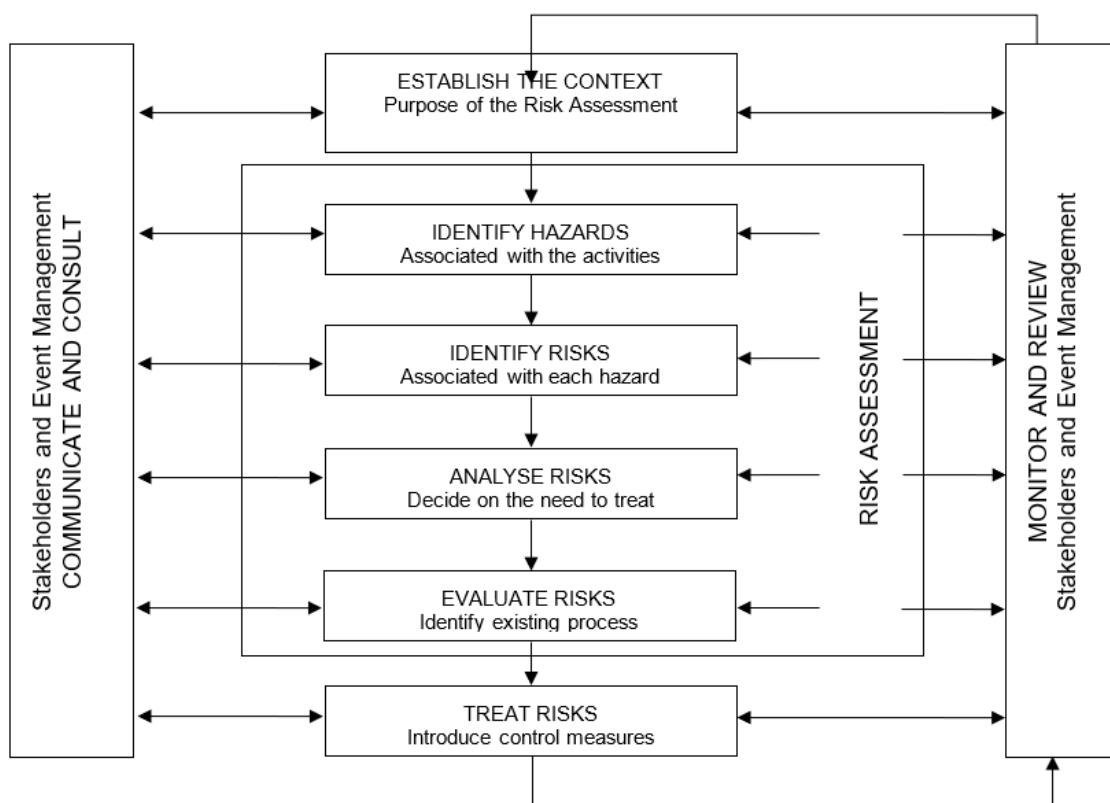 Stakeholders and Event Management
COMMUNICATE AND CONSULT
ESTABLISH THE CONTEXT
Purpose of the Risk Assessment
IDENTIFY HAZARDS
Associated with the activities
IDENTIFY RISKS
Associated with each hazard
ANALYSE RISKS
Decide on the need to treat
EVALUATE RISKS
Identify existing process
TREAT RISKS
Introduce control measures
RISK ASSESSMENT
MONITOR AND REVIEW
Stakeholders and Event Management